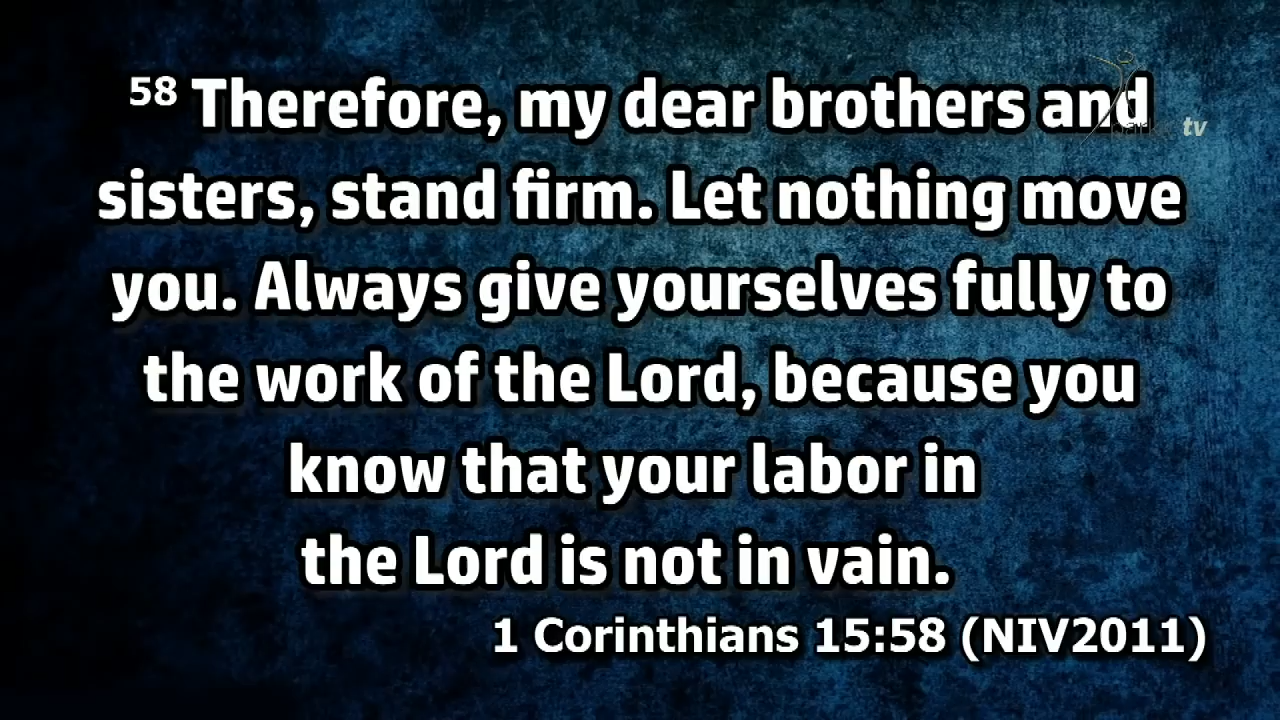 58 Therefore, my dear brothers and
sisters, stand firm. Let nothing move
you. Always give yourselves fully to
the work of the Lord, because you
know that your labor in
the Lord is not in vain.
1 Corinthians 15:58 (NIV2011)
tv